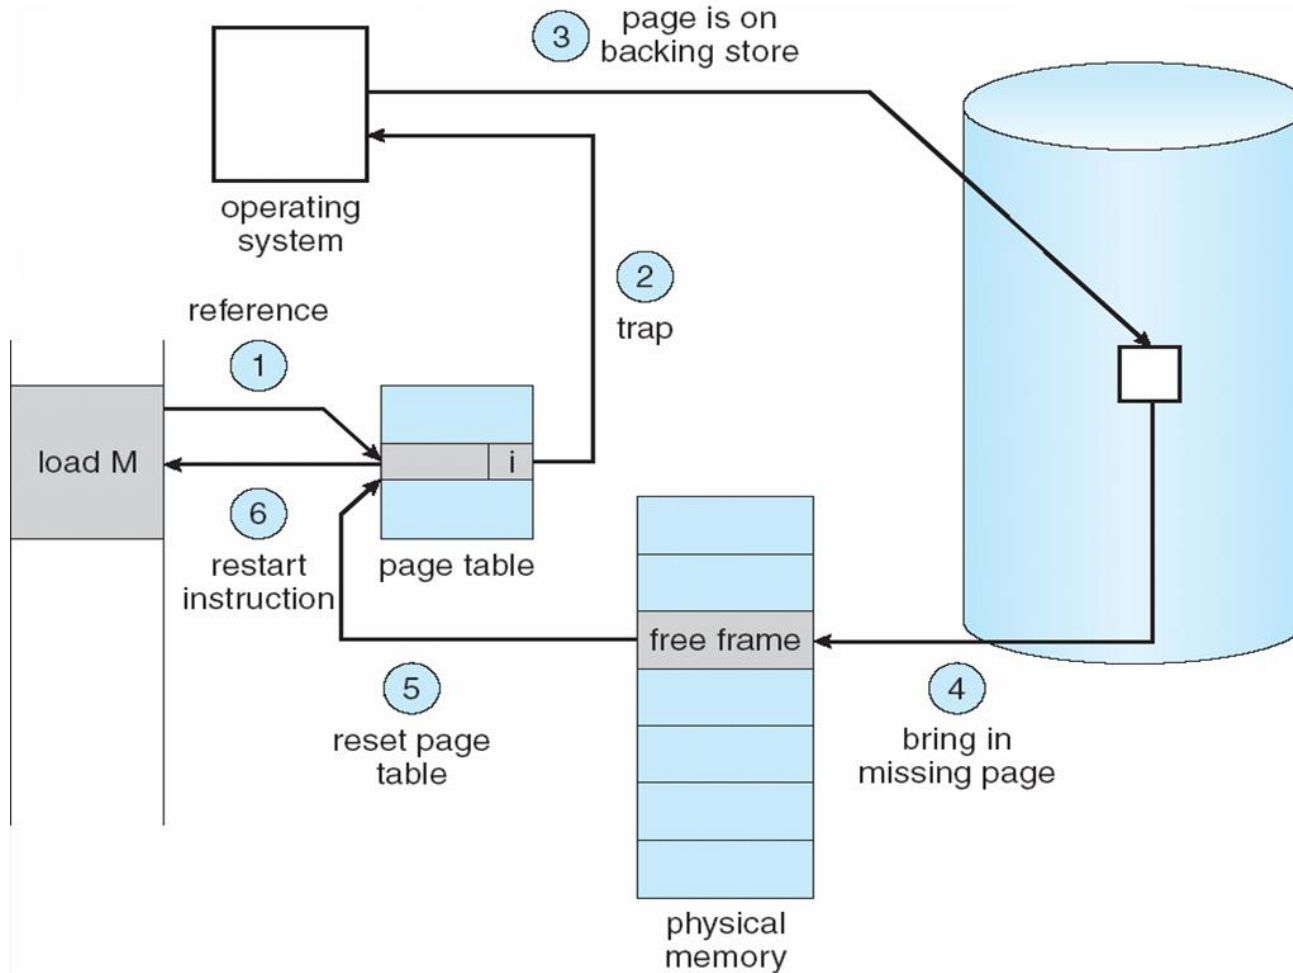 3
page is on
backing store
operating
system
2
trap
reference
1
load M
i
6
restart
instruction
page table
free frame
5
reset page
table
4
bring in
missing page
physical
memory